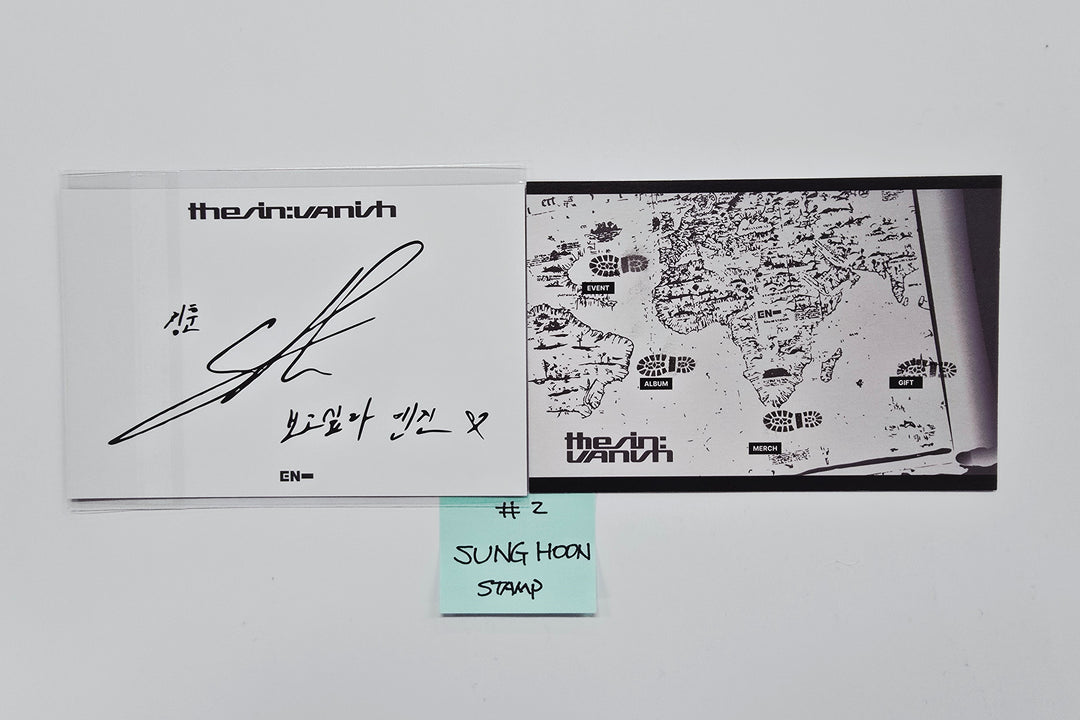 the sin : vanish
성훈
보고싶다 엔진 ♡
EN-
EVENT
EN-
ALBUM
GIFT
MERCH
the sin :
vanish
# 2
SUNG HOON
STAMP